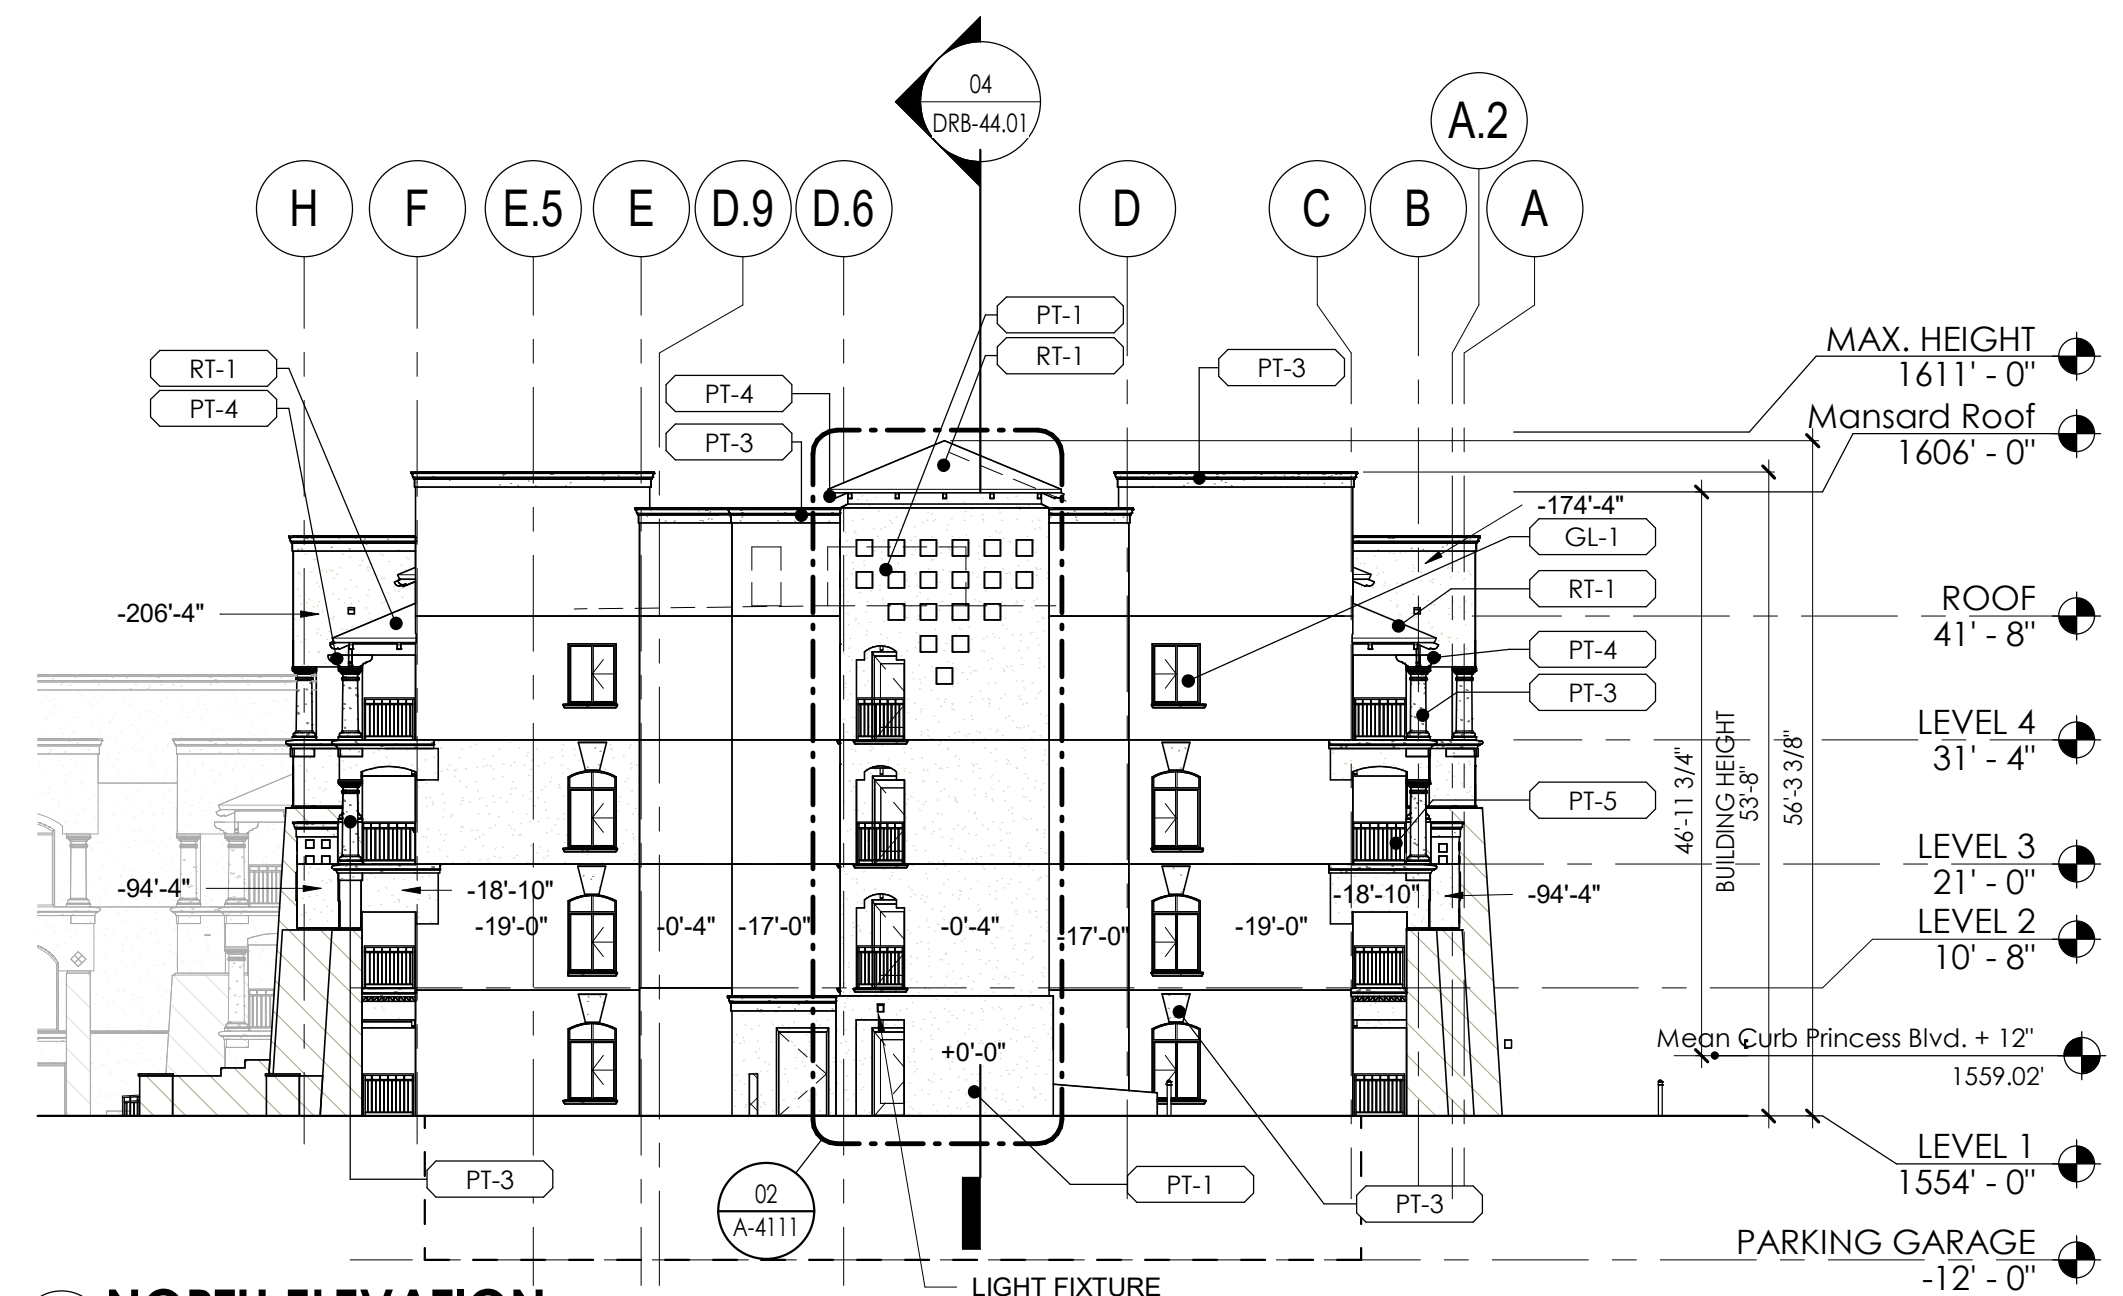 04
DRB-44.01
A.2
H
F
E.5
E
D.9
D.6
D
C
B
A
PT-1
RT-1
RT-1
PT-4
PT-4
PT-3
PT-3
MAX. HEIGHT
1611' - 0"
Mansard Roof
1606' - 0"
-174'-4"
GL-1
RT-1
-206'-4"
ROOF
41' - 8"
PT-4
PT-3
LEVEL 4
31' - 4"
46'-11 3/4"
BUILDING HEIGHT
53'-8"
56'-3 3/8"
PT-5
LEVEL 3
21' - 0"
-94'-4"
-18'-10"
-19'-0"
-0'-4"
-17'-0"
-0'-4"
-17'-0"
-19'-0"
-18'-10"
-94'-4"
LEVEL 2
10' - 8"
Mean Curb Princess Blvd. + 12"
1559.02'
+0'-0"
LEVEL 1
1554' - 0"
PT-3
02
A-4111
PT-1
PT-3
PARKING GARAGE
-12' - 0"
LIGHT FIXTURE
NORTH ELEVATION